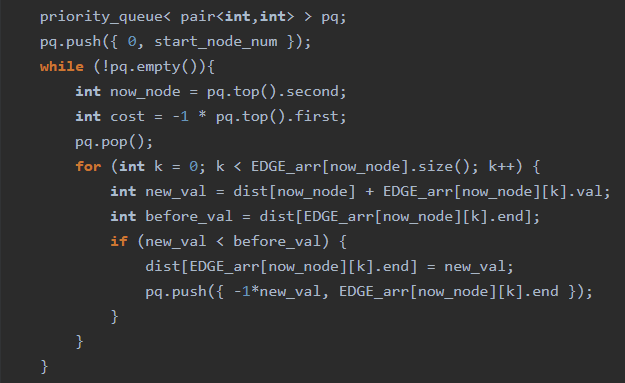 priority_queue< pair<int,int> > pq;
pq.push({ 0, start_node_num });
while (!pq.empty()){
    int now_node = pq.top().second;
    int cost = -1 * pq.top().first;
    pq.pop();
    for (int k = 0; k < EDGE_arr[now_node].size(); k++) {
        int new_val = dist[now_node] + EDGE_arr[now_node][k].val;
        int before_val = dist[EDGE_arr[now_node][k].end];
        if (new_val < before_val) {
            dist[EDGE_arr[now_node][k].end] = new_val;
            pq.push({ -1*new_val, EDGE_arr[now_node][k].end });
        }
    }
}